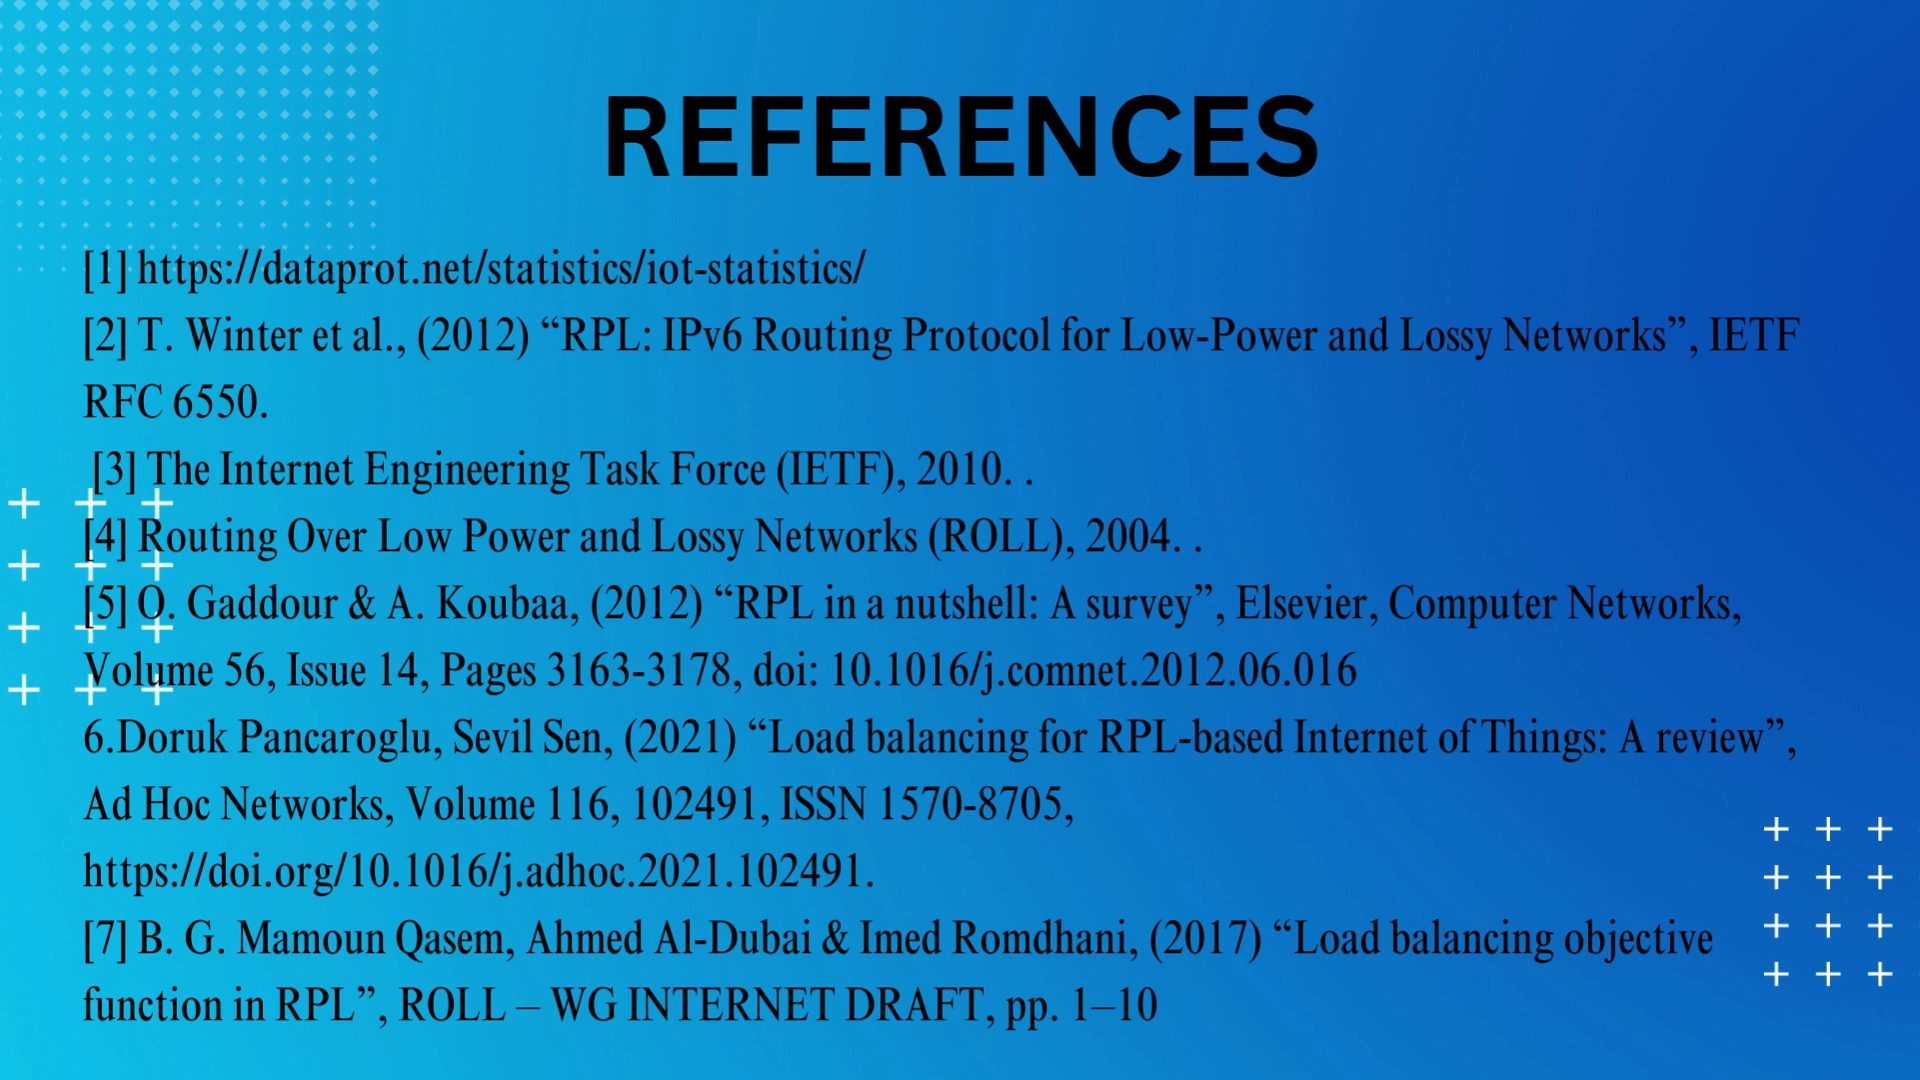 REFERENCES
[1] https://dataprot.net/statistics/iot-statistics/
[2] T. Winter et al., (2012) “RPL: IPv6 Routing Protocol for Low-Power and Lossy Networks”, IETF
RFC 6550.
[3] The Internet Engineering Task Force (IETF), 2010. .
[4] Routing Over Low Power and Lossy Networks (ROLL), 2004. .
[5] O. Gaddour & A. Koubaa, (2012) “RPL in a nutshell: A survey”, Elsevier, Computer Networks,
Volume 56, Issue 14, Pages 3163-3178, doi: 10.1016/j.comnet.2012.06.016
6.Doruk Pancaroglu, Sevil Sen, (2021) “Load balancing for RPL-based Internet of Things: A review”,
Ad Hoc Networks, Volume 116, 102491, ISSN 1570-8705,
https://doi.org/10.1016/j.adhoc.2021.102491.
[7] B. G. Mamoun Qasem, Ahmed Al-Dubai & Imed Romdhani, (2017) “Load balancing objective
function in RPL”, ROLL – WG INTERNET DRAFT, pp. 1–10